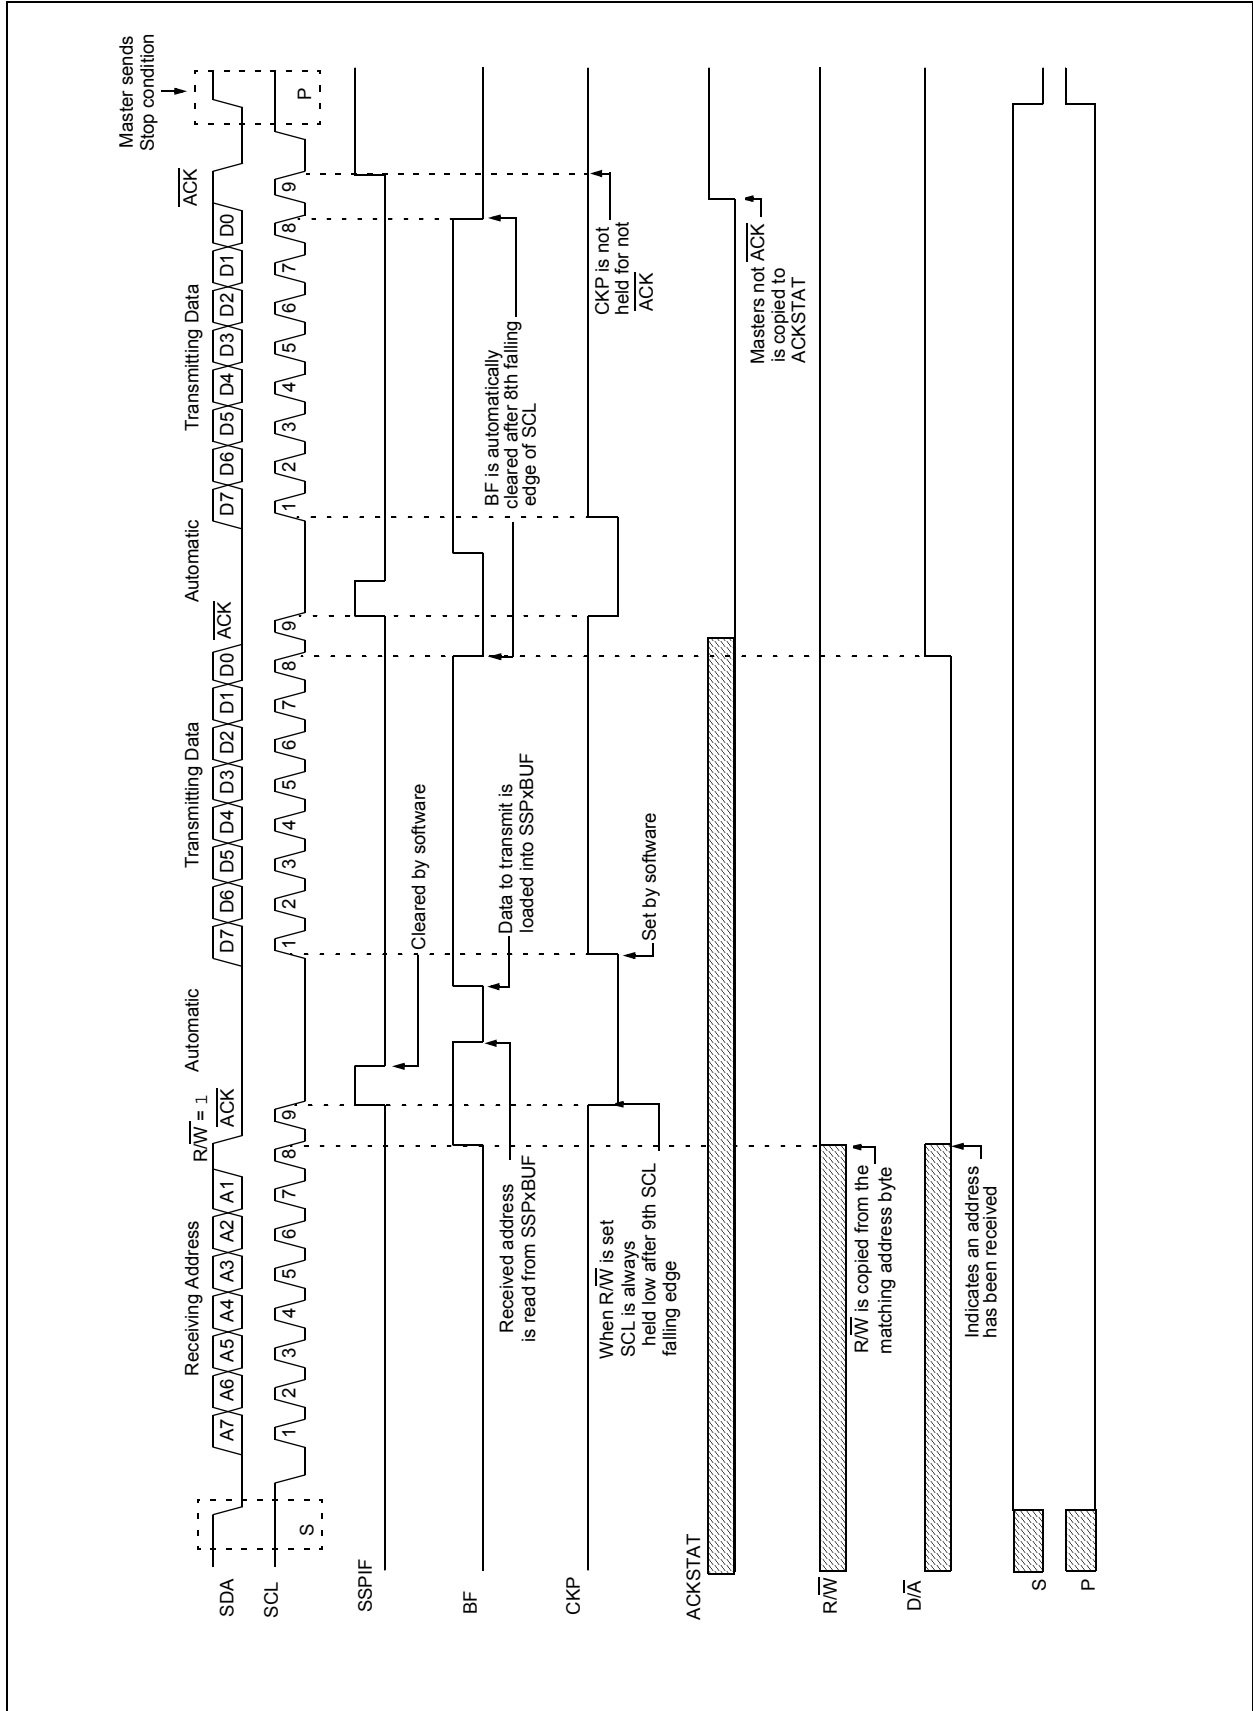 Master sends
Stop condition
Receiving Address
R/W = 1
Automatic
Transmitting Data
Automatic
Transmitting Data
ACK
ACK
ACK
SDA
A7
A6
A5
A4
A3
A2
A1
D7
D6
D5
D4
D3
D2
D1
D0
D7
D6
D5
D4
D3
D2
D1
D0
SCL
S
1
2
3
4
5
6
7
8
9
1
2
3
4
5
6
7
8
9
1
2
3
4
5
6
7
8
9
P
SSPIF
Cleared by software
BF
Received address
is read from SSPxBUF
Data to transmit is
loaded into SSPxBUF
BF is automatically
cleared after 8th falling
edge of SCL
CKP
When R/W is set
SCL is always
held low after 9th SCL
falling edge
Set by software
CKP is not
held for not
ACK
ACKSTAT
Masters not ACK
is copied to
ACKSTAT
R/W
R/W is copied from the
matching address byte
D/A
Indicates an address
has been received
S
P